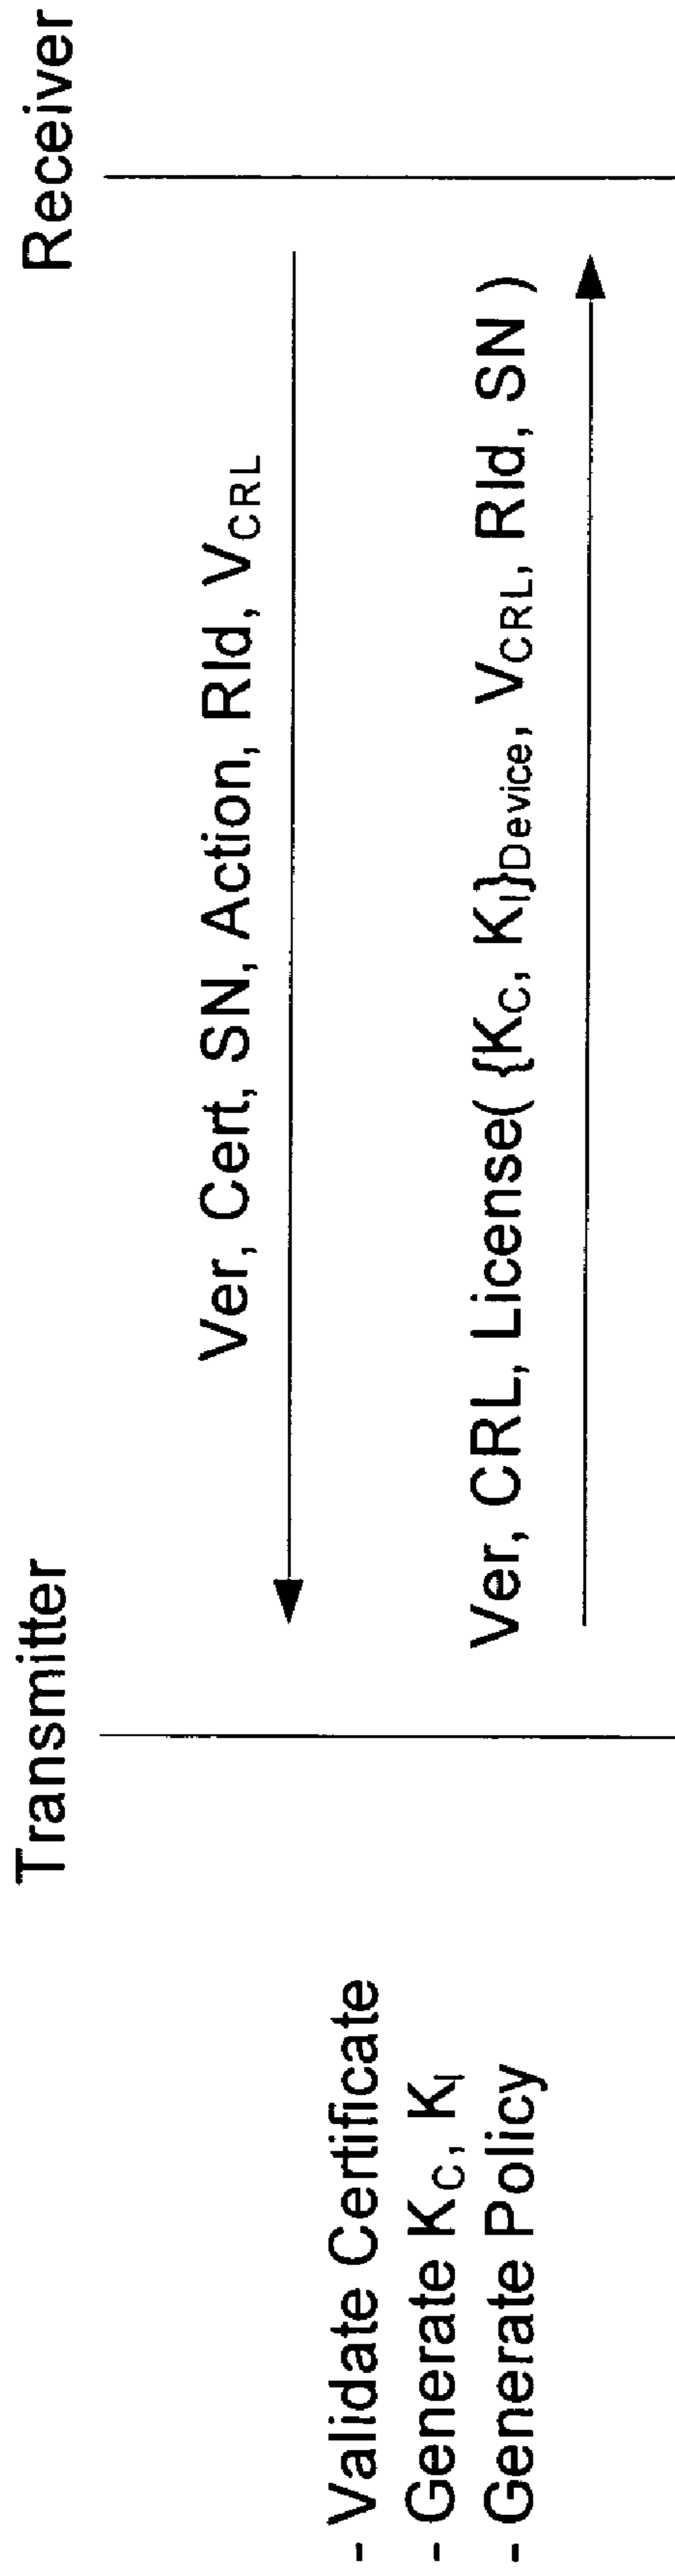 Transmitter
Receiver
Ver, Cert, SN, Action, RId, VCRL
- Validate Certificate
- Generate KC, KI
- Generate Policy
Ver, CRL, License( {KC, KI}Device, VCRL, RId, SN )